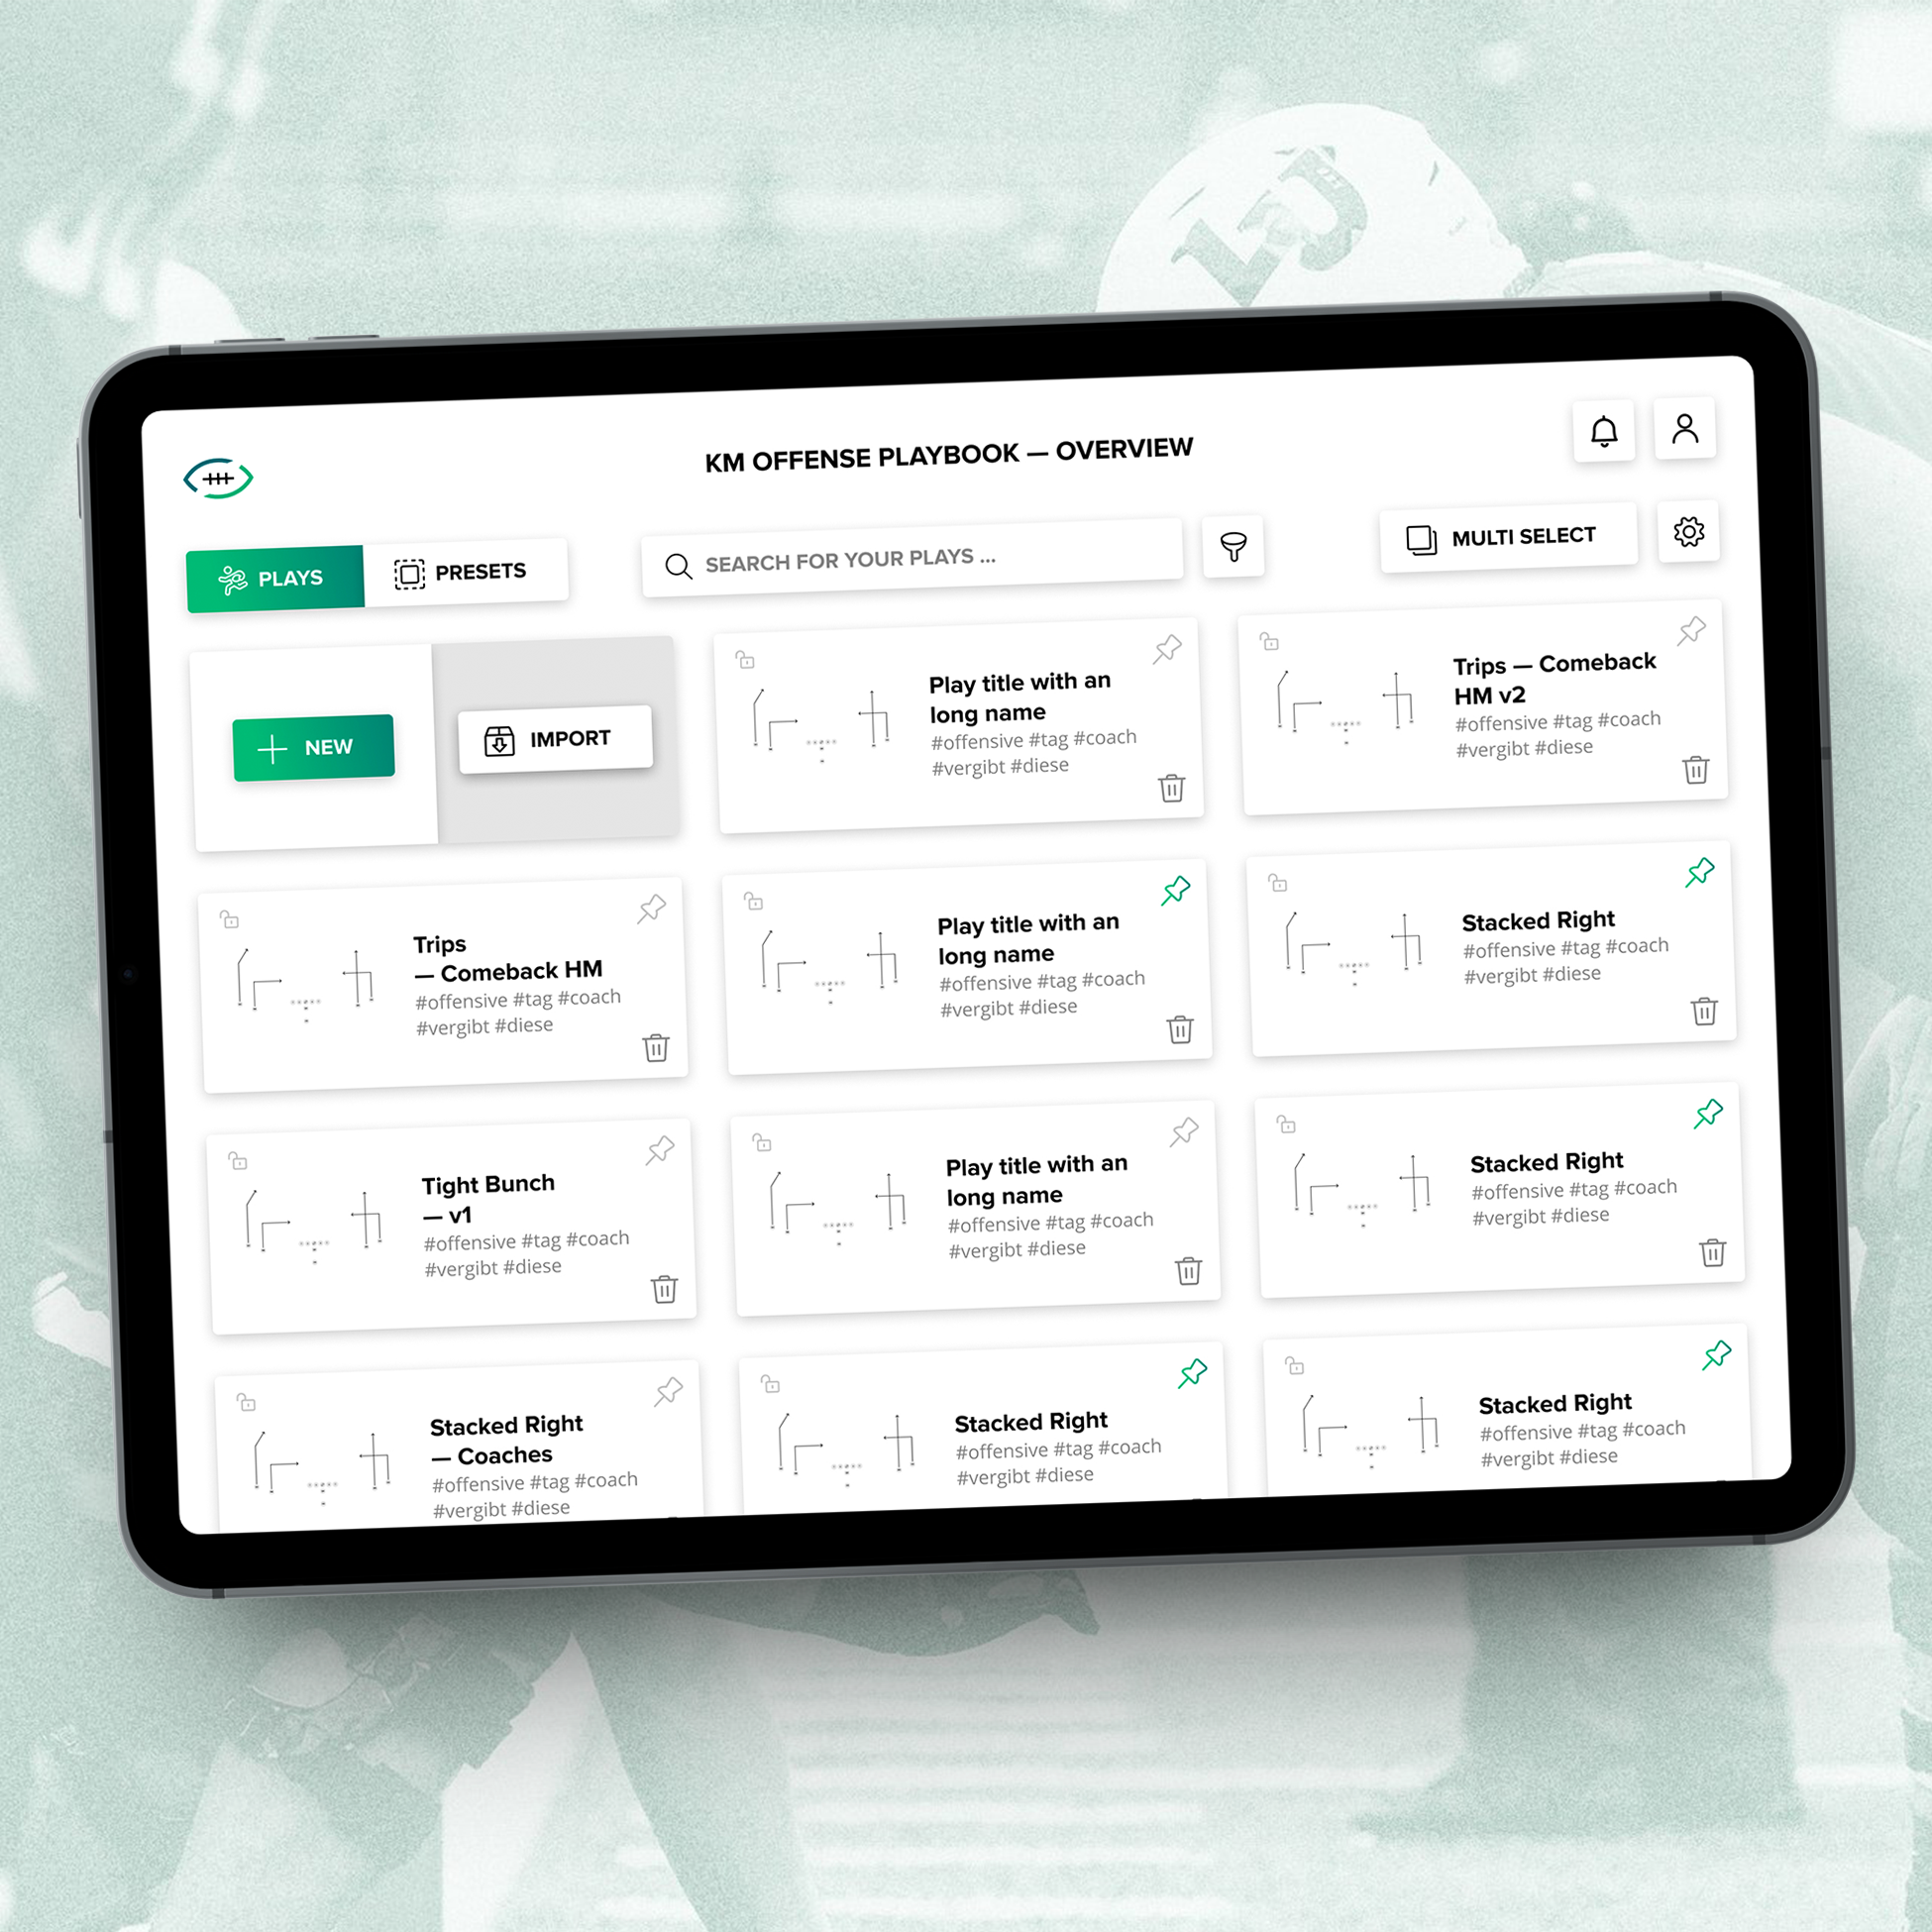 LU
KM OFFENSE PLAYBOOK — OVERVIEW
PLAYS
PRESETS
SEARCH FOR YOUR PLAYS ...
MULTI SELECT
NEW
IMPORT
Play title with an
long name
#offensive #tag #coach
#vergibt #diese
Trips — Comeback
HM v2
#offensive #tag #coach
#vergibt #diese
Trips
— Comeback HM
#offensive #tag #coach
#vergibt #diese
Play title with an
long name
#offensive #tag #coach
#vergibt #diese
Stacked Right
#offensive #tag #coach
#vergibt #diese
Tight Bunch
— v1
#offensive #tag #coach
#vergibt #diese
Play title with an
long name
#offensive #tag #coach
#vergibt #diese
Stacked Right
#offensive #tag #coach
#vergibt #diese
Stacked Right
— Coaches
#offensive #tag #coach
#vergibt #diese
Stacked Right
#offensive #tag #coach
#vergibt #diese
Stacked Right
#offensive #tag #coach
#vergibt #diese